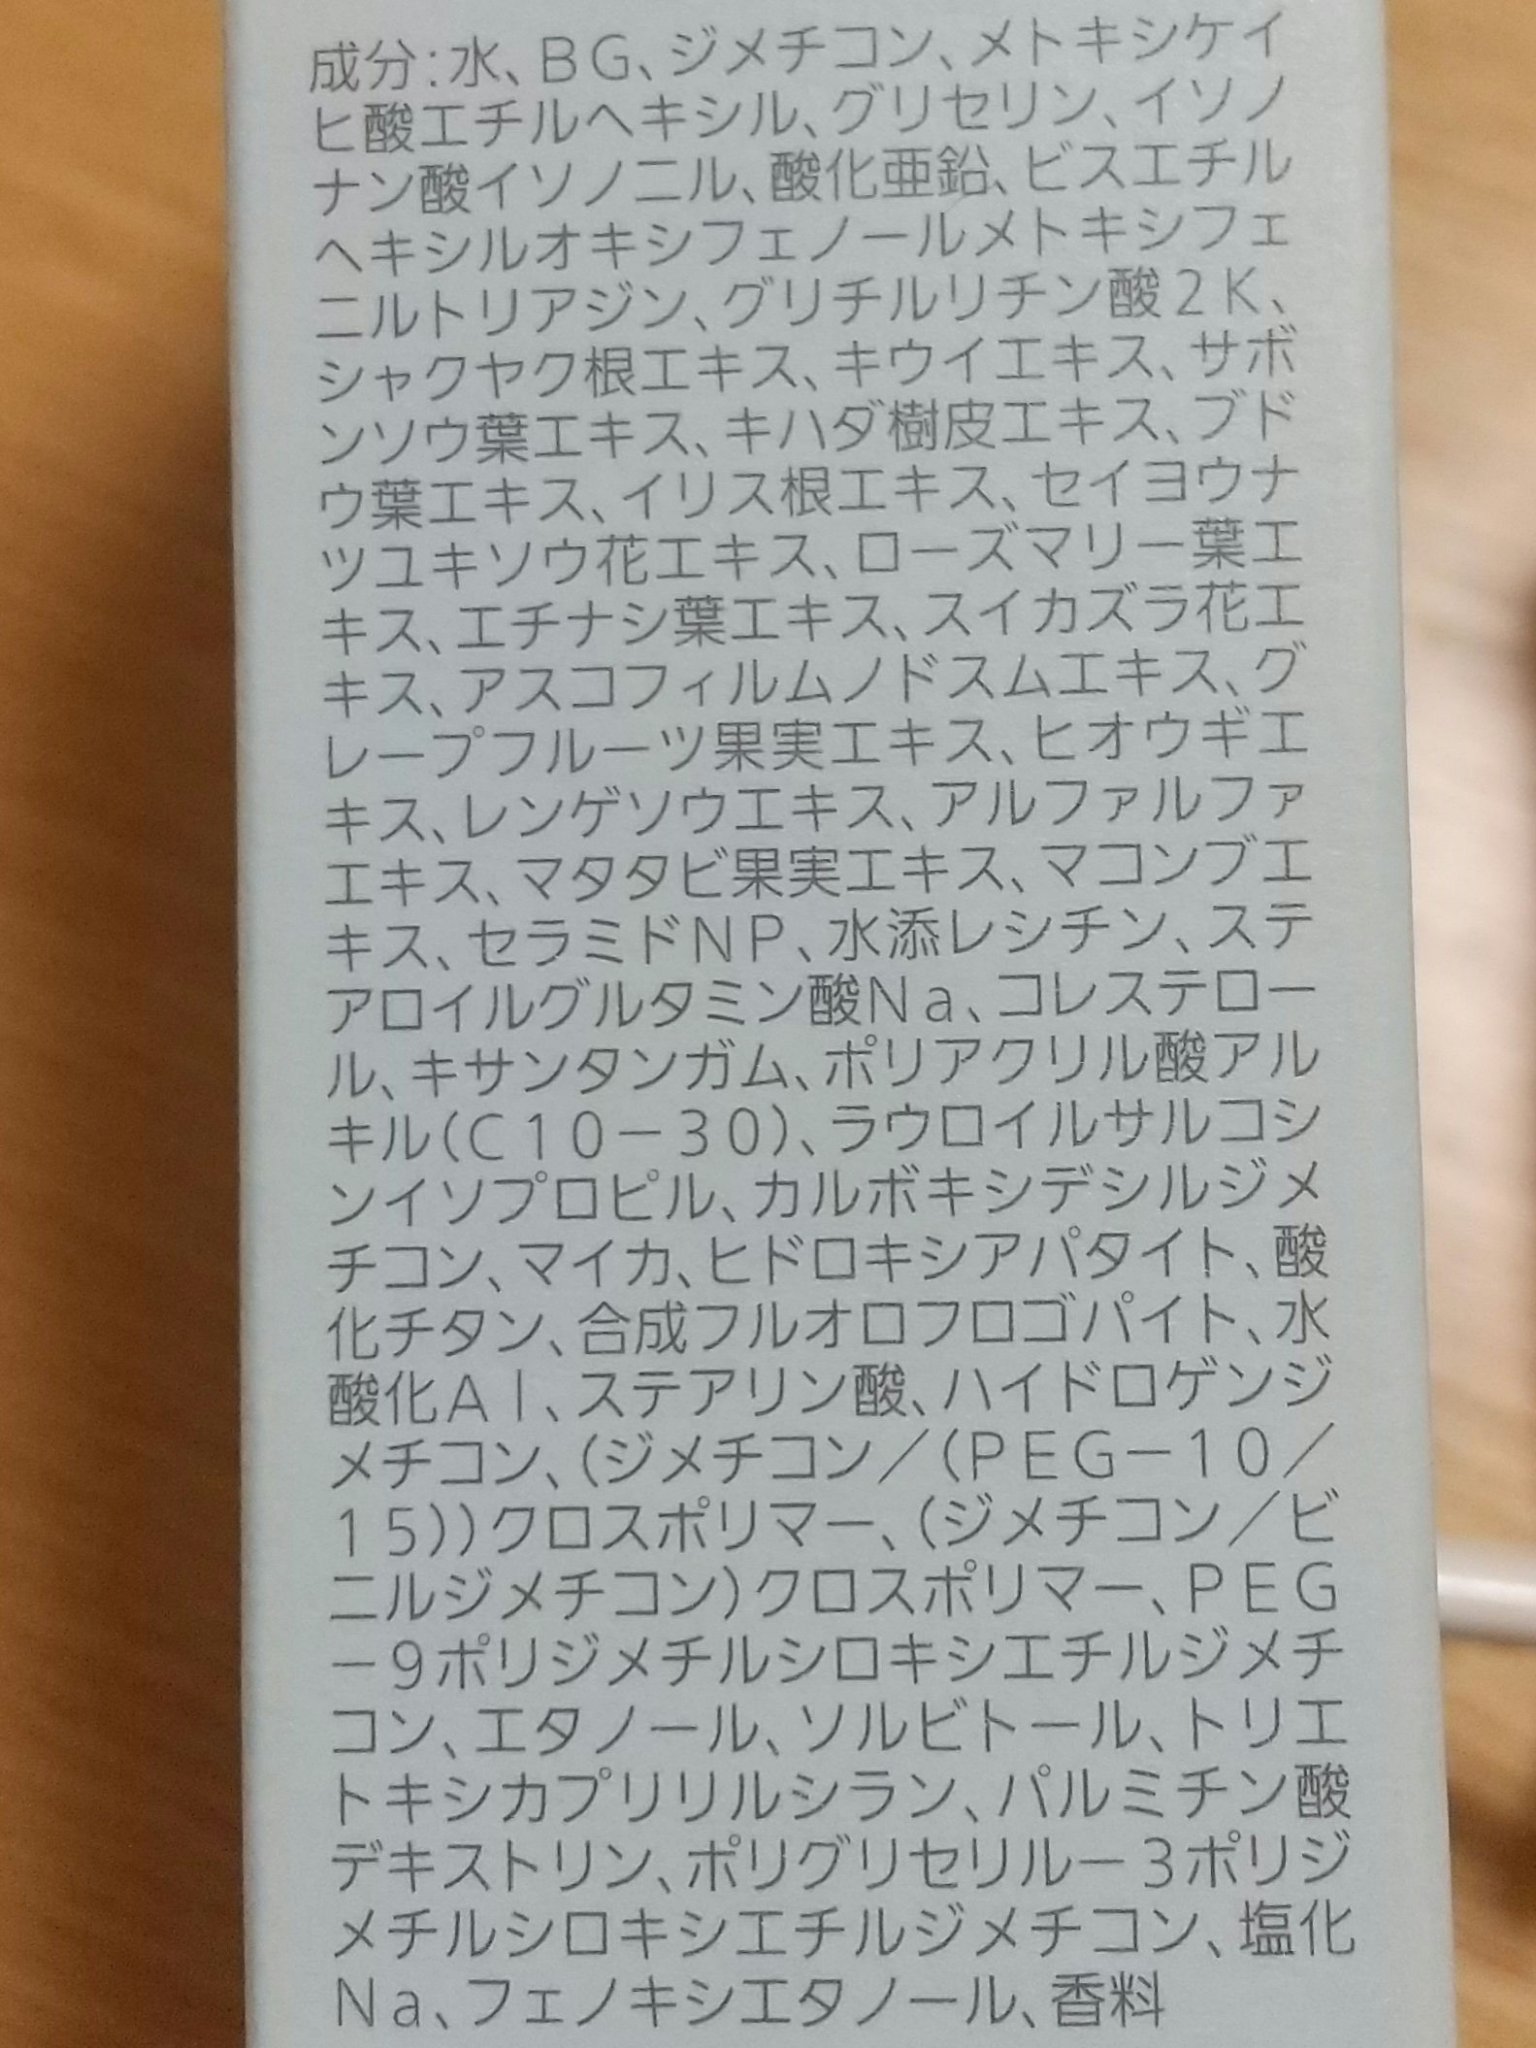 成分:水、BG、ジメチコン、メトキシケイ
ヒ酸エチルヘキシル、グリセリン、イソノ
ナン酸イソノニル、酸化亜鉛、ビスエチル
ヘキシルオキシフェノールメトキシフェ
ニルトリアジン、グリチルリチン酸2K、
シャクヤク根エキス、キウイエキス、サボ
ンソウ葉エキス、キハダ樹皮エキス、ブド
ウ葉エキス、イリス根エキス、セイヨウナ
ツユキソウ花エキス、ローズマリー葉エ
キス、エチナシ葉エキス、スイカズラ花エ
キス、アスコフィルムノドスムエキス、グ
レープフルーツ果実エキス、ヒオウギエ
キス、レンゲソウエキス、アルファルファ
エキス、マタタビ果実エキス、マコンブエ
キス、セラミドNP、水添レシチン、ステ
アロイルグルタミン酸Na、コレステロー
ル、キサンタンガム、ポリアクリル酸アル
キル(C10－30)、ラウロイルサルコシ
ンイソプロピル、カルボキシデシルジメ
チコン、マイカ、ヒドロキシアパタイト、酸
化チタン、合成フルオロフロゴパイト、水
酸化Al、ステアリン酸、ハイドロゲンジ
メチコン、(ジメチコン／(PEG－10／
15))クロスポリマー、(ジメチコン／ビ
ニルジメチコン)クロスポリマー、PEG
－9ポリジメチルシロキシエチルジメチ
コン、エタノール、ソルビトール、トリエ
トキシカプリリルシラン、パルミチン酸
デキストリン、ポリグリセリル－3ポリジ
メチルシロキシエチルジメチコン、塩化
Na、フェノキシエタノール、香料